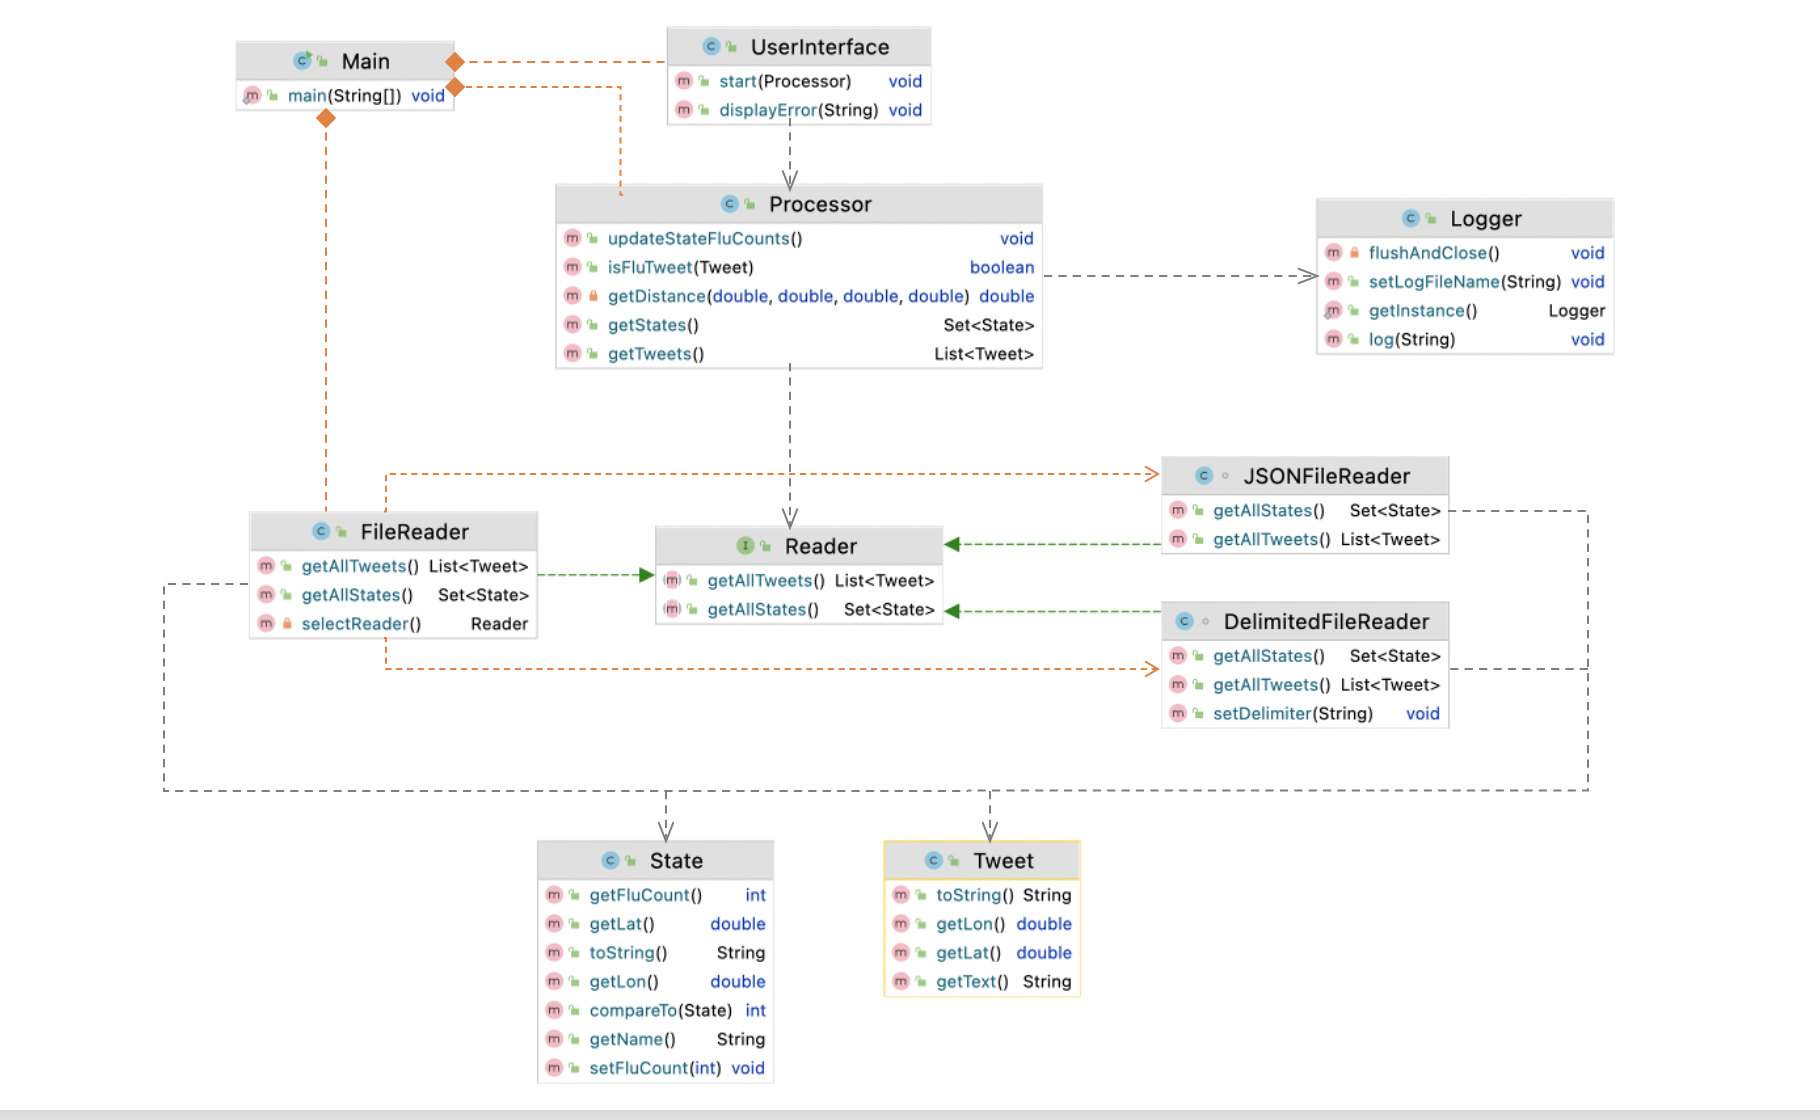 Main
main(String[]) void
UserInterface
start(Processor) void
displayError(String) void
Processor
updateStateFluCounts() void
isFluTweet(Tweet) boolean
getDistance(double, double, double, double) double
getStates() Set<State>
getTweets() List<Tweet>
Logger
flushAndClose() void
setLogFileName(String) void
getInstance() Logger
log(String) void
FileReader
getAllTweets() List<Tweet>
getAllStates() Set<State>
selectReader() Reader
Reader
getAllTweets() List<Tweet>
getAllStates() Set<State>
JSONFileReader
getAllStates() Set<State>
getAllTweets() List<Tweet>
DelimitedFileReader
getAllStates() Set<State>
getAllTweets() List<Tweet>
setDelimiter(String) void
State
getFluCount() int
getLat() double
toString() String
getLon() double
compareTo(State) int
getName() String
setFluCount(int) void
Tweet
toString() String
getLon() double
getLat() double
getText() String